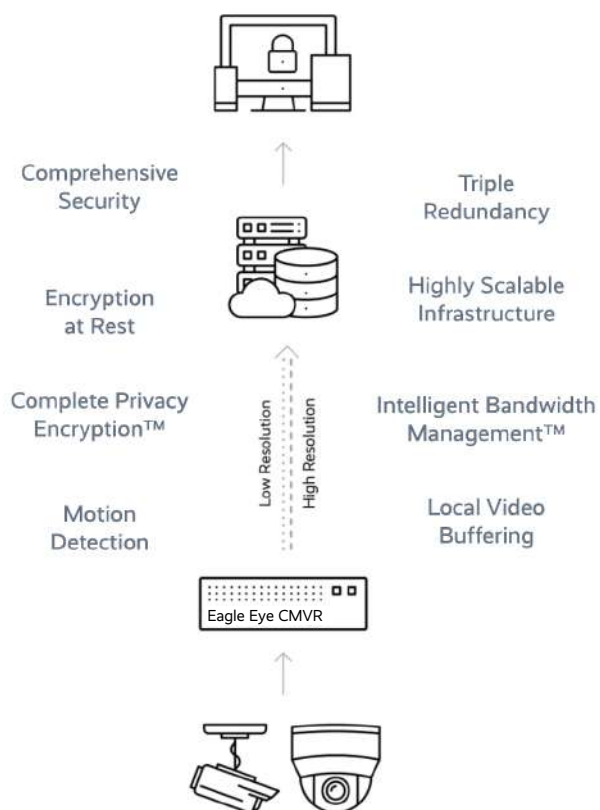 Comprehensive
Security
Triple
Redundancy
Encryption
at Rest
Highly Scalable
Infrastructure
Complete Privacy
Encryption™
Low Resolution
High Resolution
Intelligent Bandwidth
Management™
Motion
Detection
Local Video
Buffering
Eagle Eye CMVR